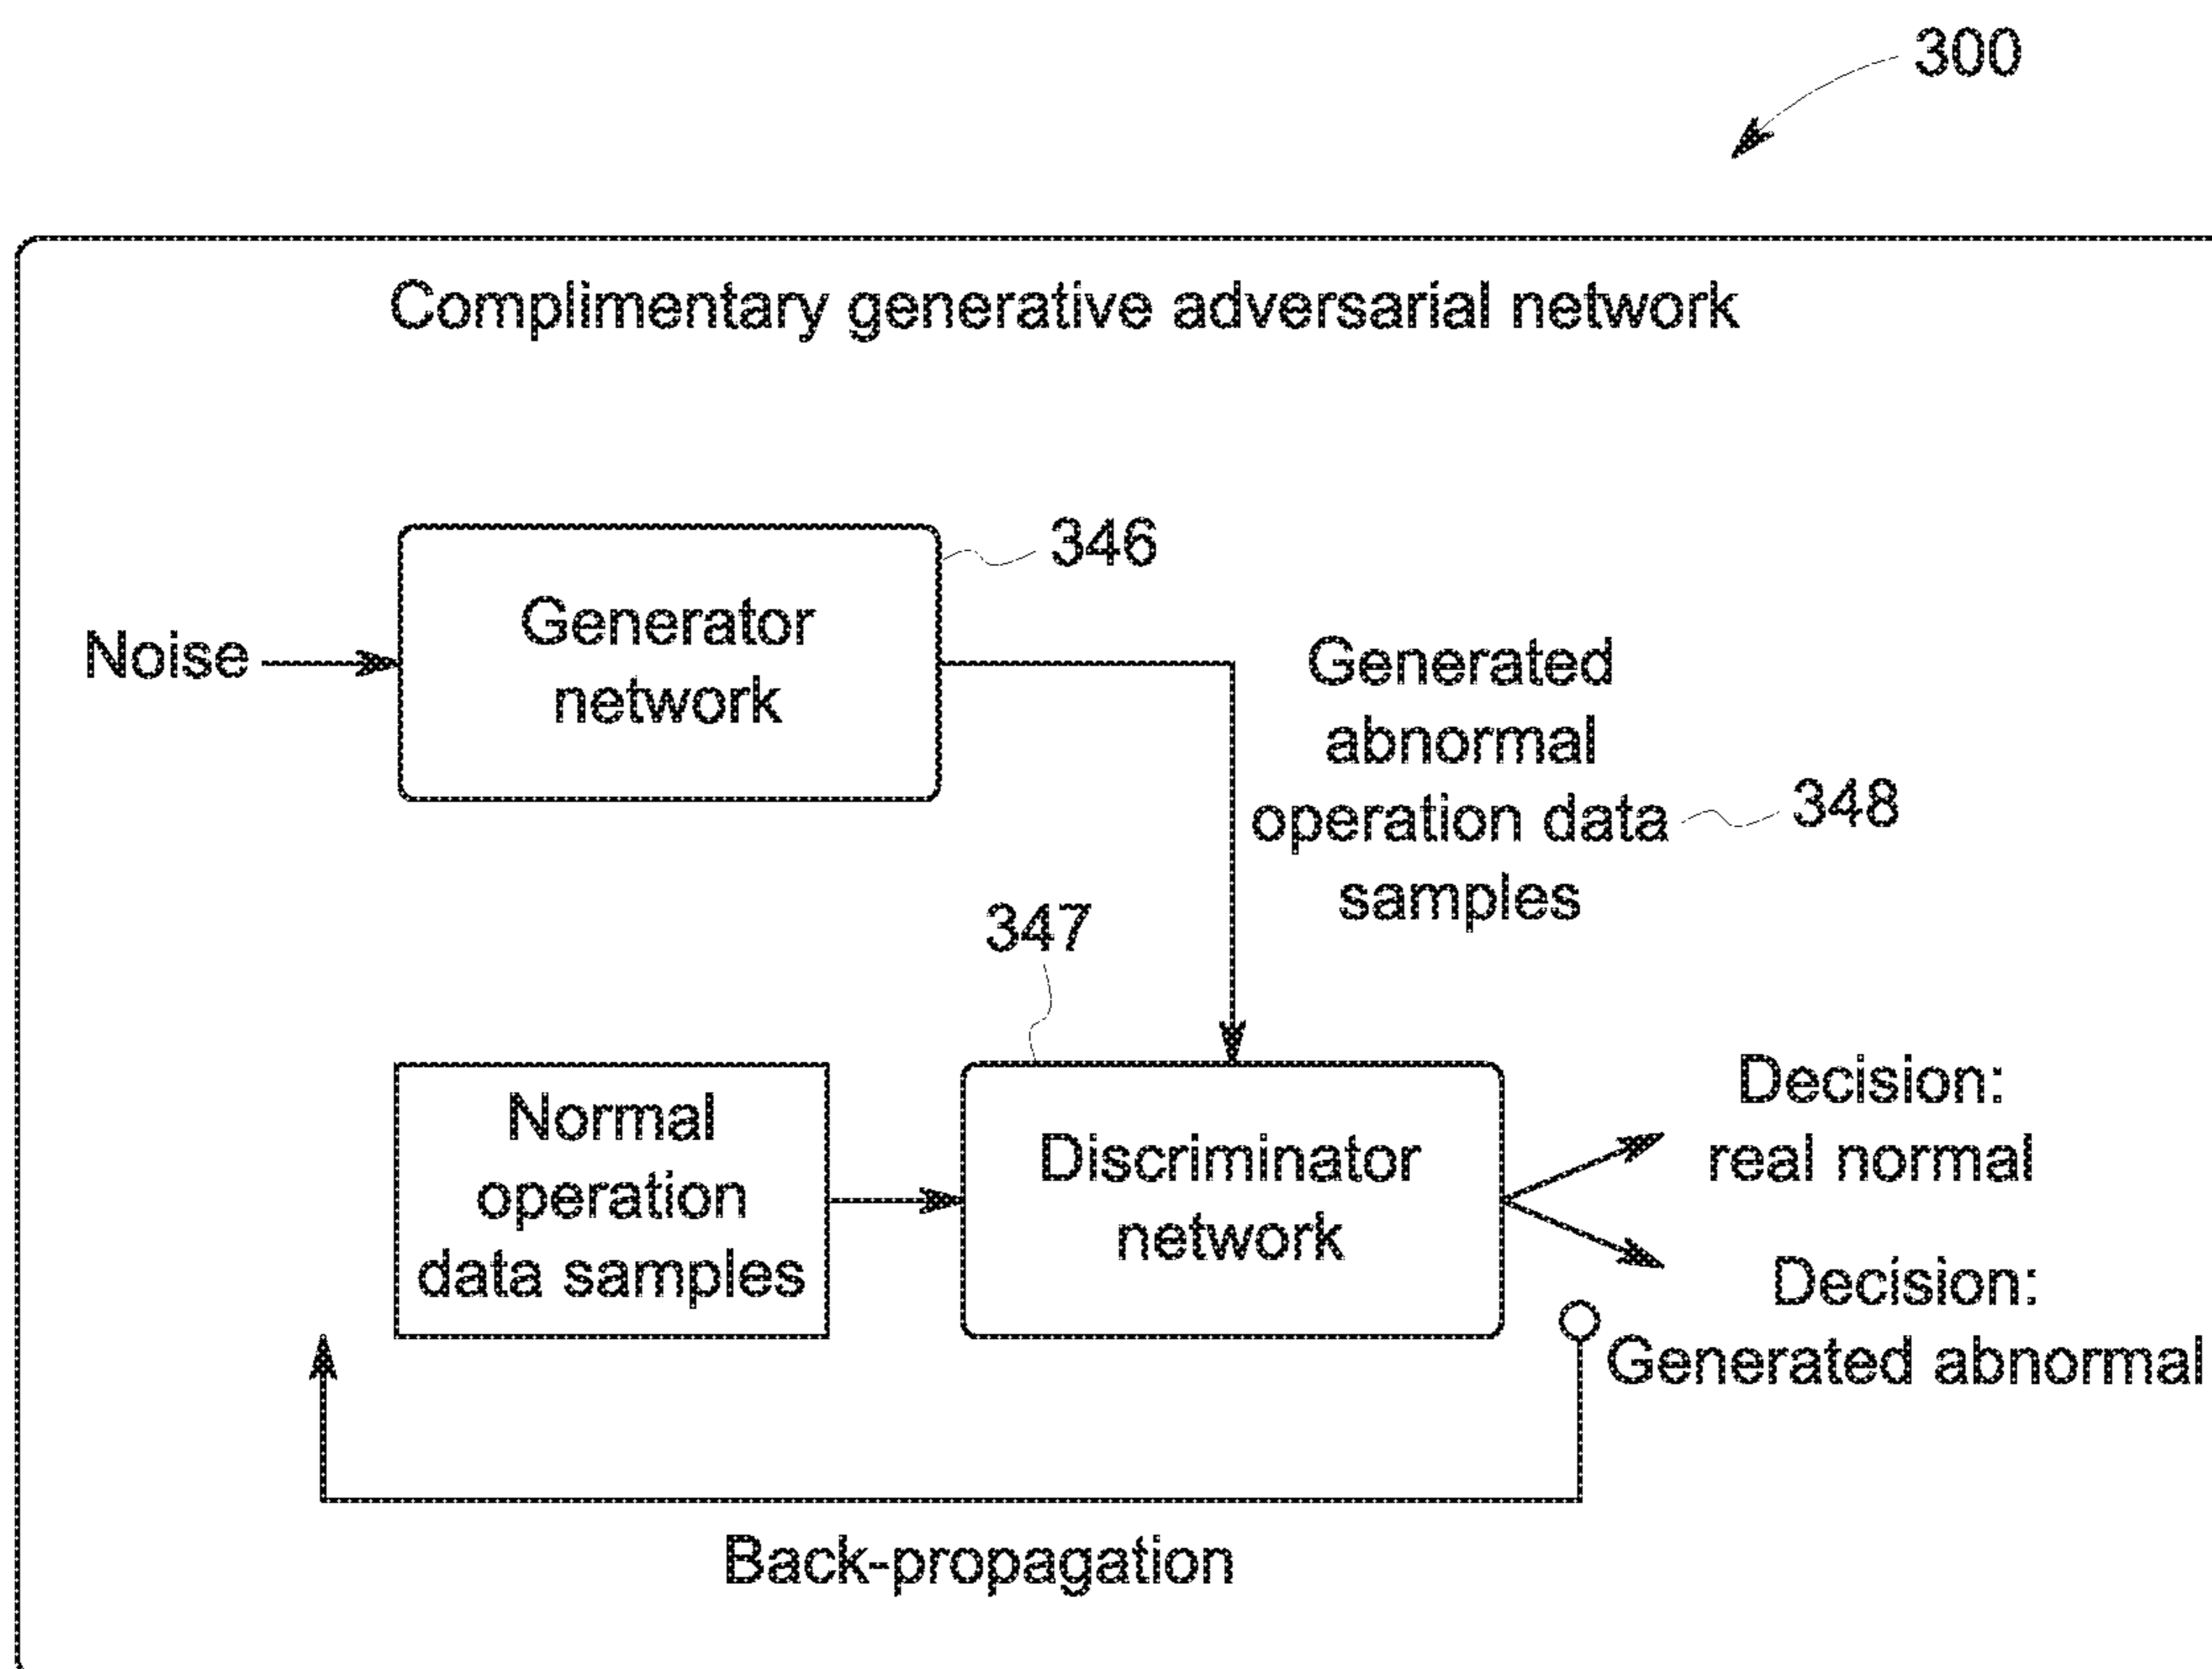 300
Complimentary generative adversarial network
346
Noise
Generator
network
Generated
abnormal
operation data
samples
348
347
Normal
operation
data samples
Discriminator
network
Decision:
real normal
Decision:
Generated abnormal
Back-propagation